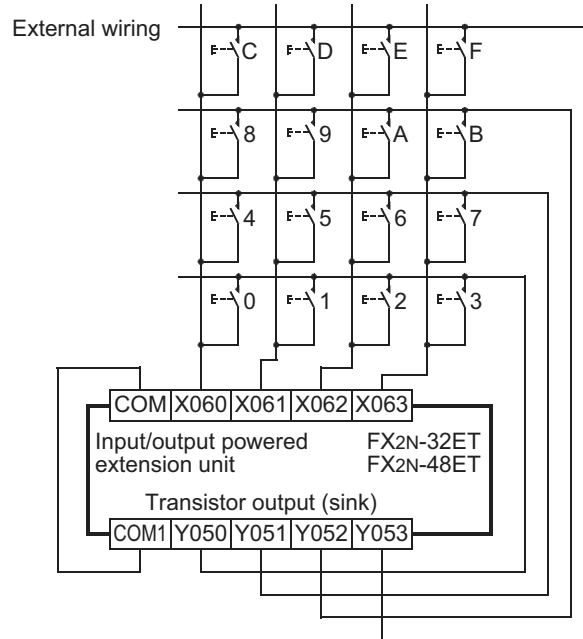 External wiring
C D E F
8 9 A B
4 5 6 7
0 1 2 3
COM X060 X061 X062 X063
Input/output powered FX2N-32ET
extension unit FX2N-48ET
Transistor output (sink)
COM1 Y050 Y051 Y052 Y053